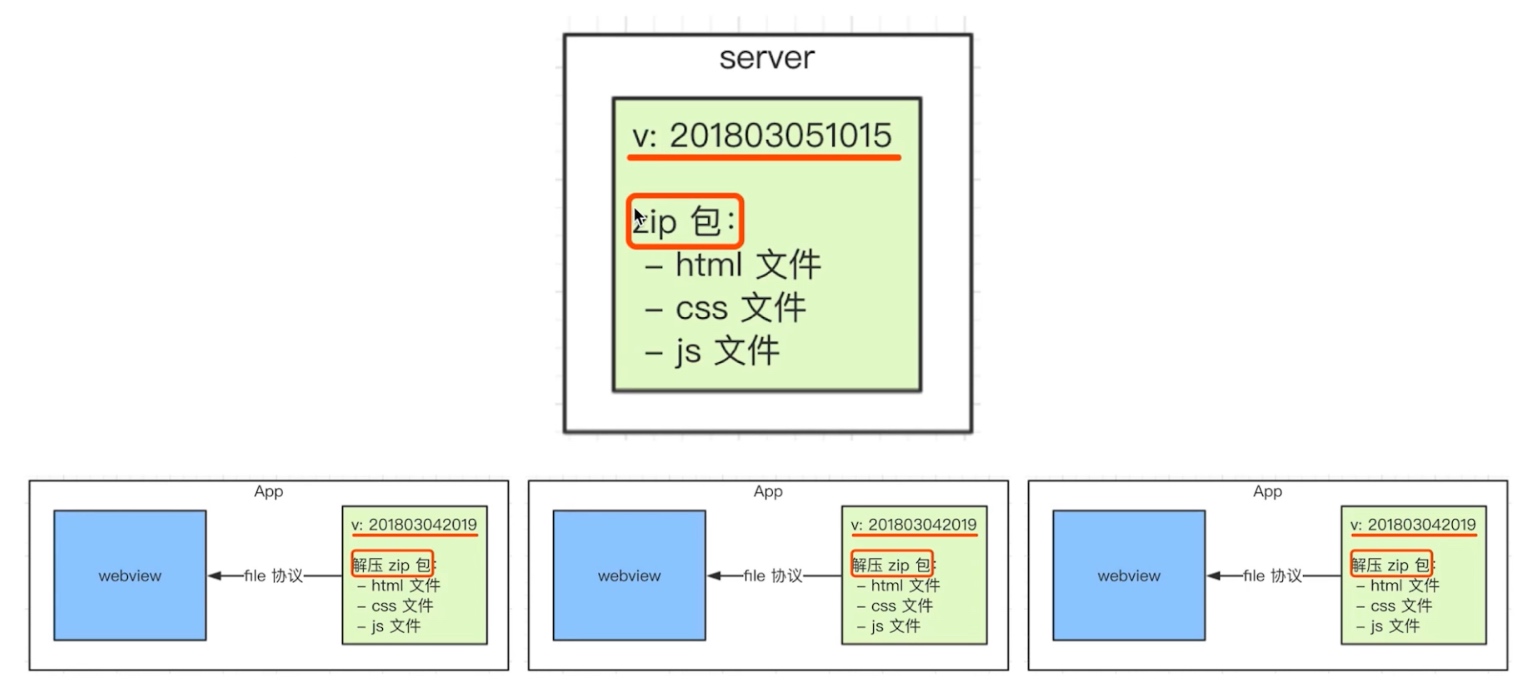 server
v: 201803051015
zip 包：
– html 文件
– css 文件
– js 文件
App
webview
file 协议
v: 201803042019
解压 zip 包：
– html 文件
– css 文件
– js 文件
App
webview
file 协议
v: 201803042019
解压 zip 包：
– html 文件
– css 文件
– js 文件
App
webview
file 协议
v: 201803042019
解压 zip 包：
– html 文件
– css 文件
– js 文件